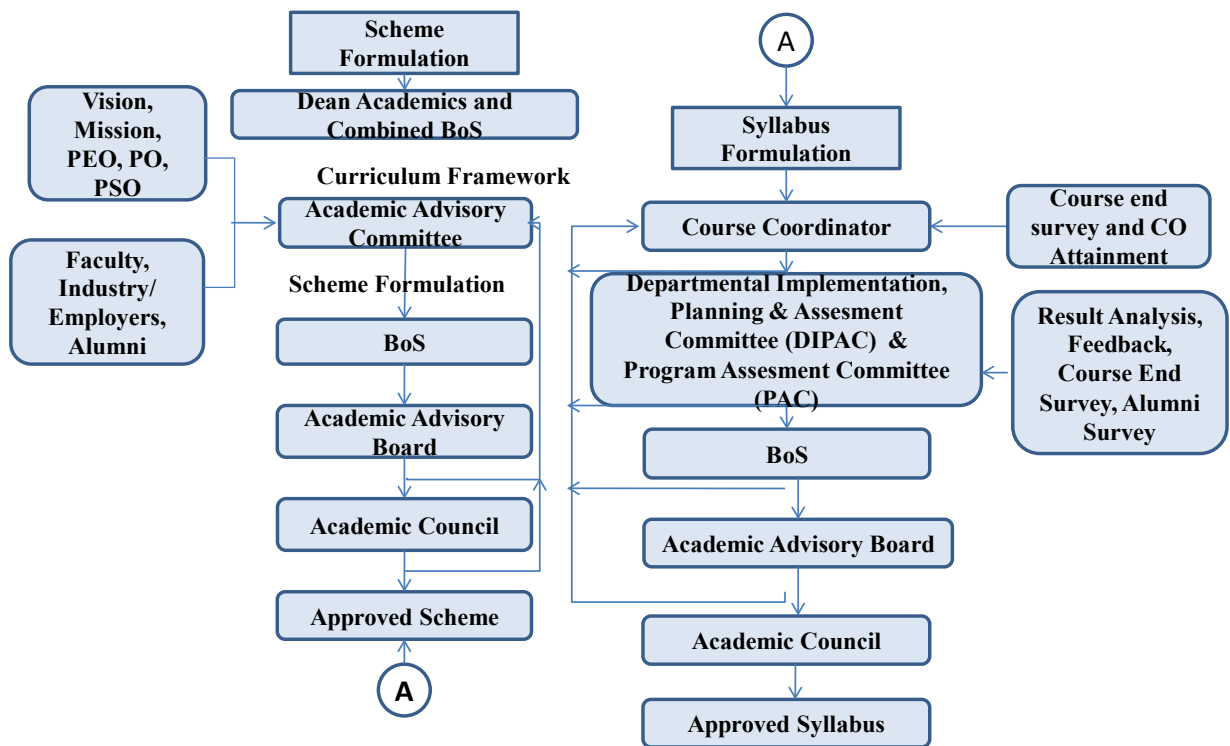 Scheme
Formulation
Dean Academics and
Combined BoS
Vision,
Mission,
PEO, PO,
PSO
Curriculum Framework
Academic Advisory
Committee
Faculty,
Industry/
Employers,
Alumni
Scheme Formulation
BoS
Academic Advisory
Board
Academic Council
Approved Scheme
A
A
Syllabus
Formulation
Course Coordinator
Course end
survey and CO
Attainment
Departmental Implementation,
Planning & Assesment
Committee (DIPAC) &
Program Assesment Committee
(PAC)
Result Analysis,
Feedback,
Course End
Survey, Alumni
Survey
BoS
Academic Advisory Board
Academic Council
Approved Syllabus